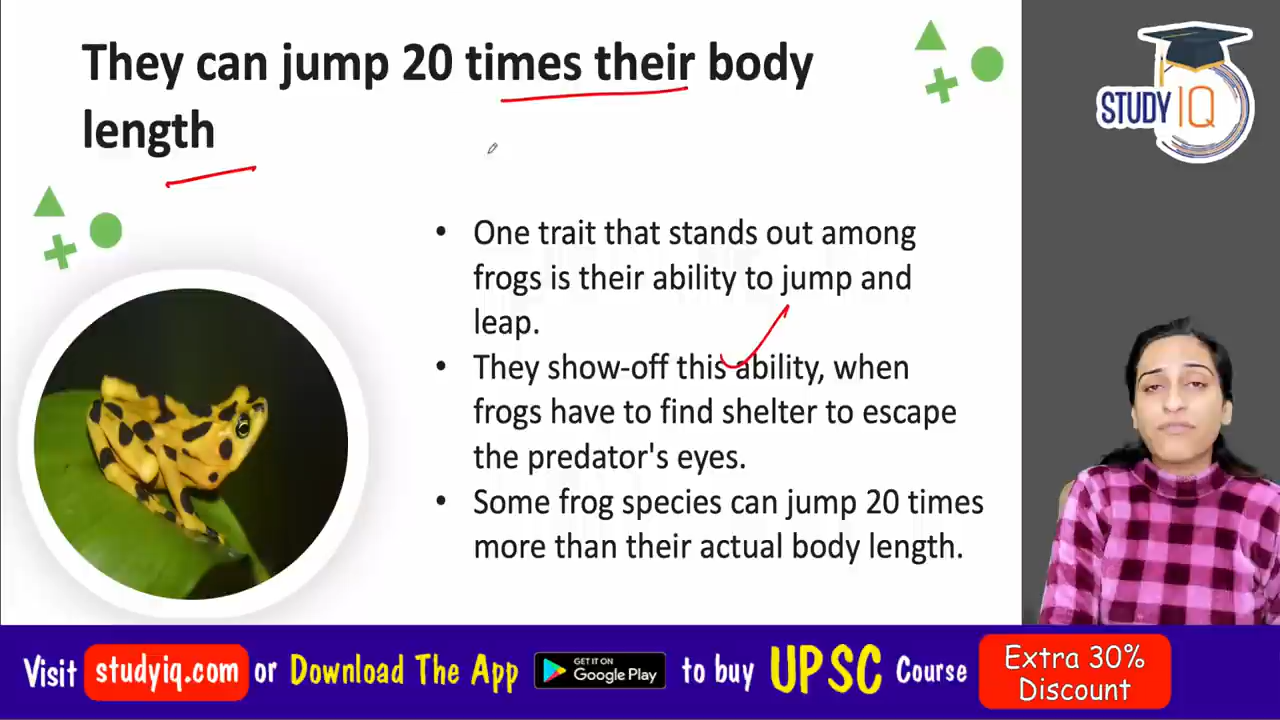 They can jump 20 times their body
length
STUDY IQ
• One trait that stands out among
frogs is their ability to jump and
leap.
• They show-off this ability, when
frogs have to find shelter to escape
the predator's eyes.
• Some frog species can jump 20 times
more than their actual body length.
Visit studyiq.com or Download The App GET IT ON Google Play to buy UPSC Course
Extra 30%
Discount